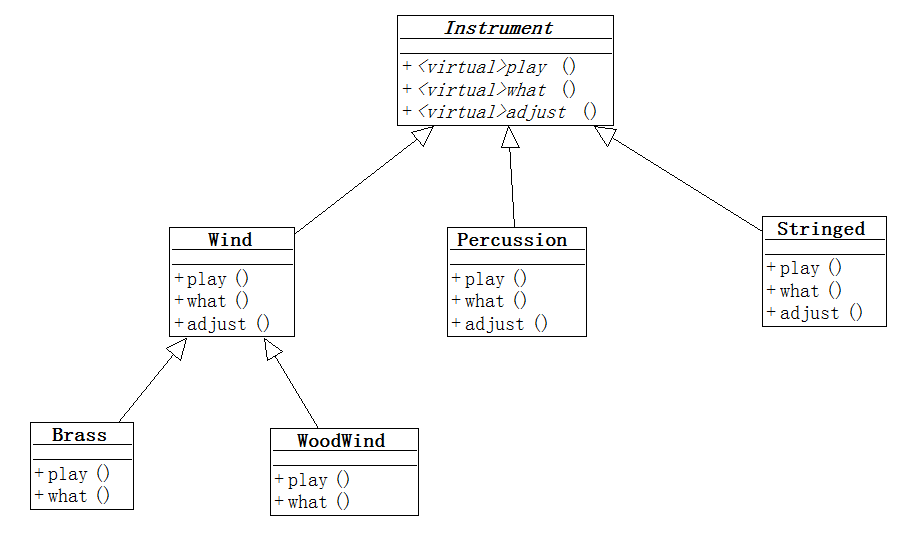 Instrument
+<virtual>play ()
+<virtual>what ()
+<virtual>adjust ()
Wind
+play()
+what()
+adjust()
Percussion
+play()
+what()
+adjust()
Stringed
+play()
+what()
+adjust()
Brass
+play()
+what()
WoodWind
+play()
+what()